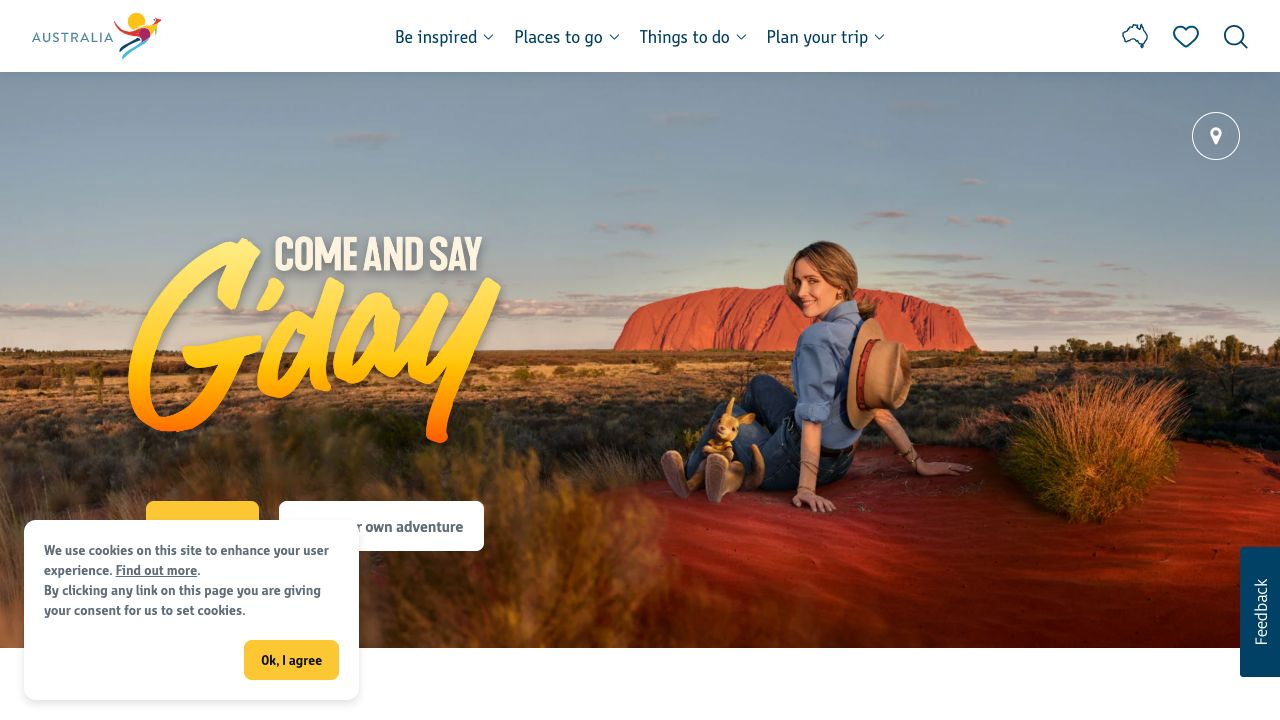 AUSTRALIA
Be inspired
Places to go
Things to do
Plan your trip
COME AND SAY
G'day
r own adventure
We use cookies on this site to enhance your user
experience. Find out more.
By clicking any link on this page you are giving
your consent for us to set cookies.
Ok, I agree
Feedback